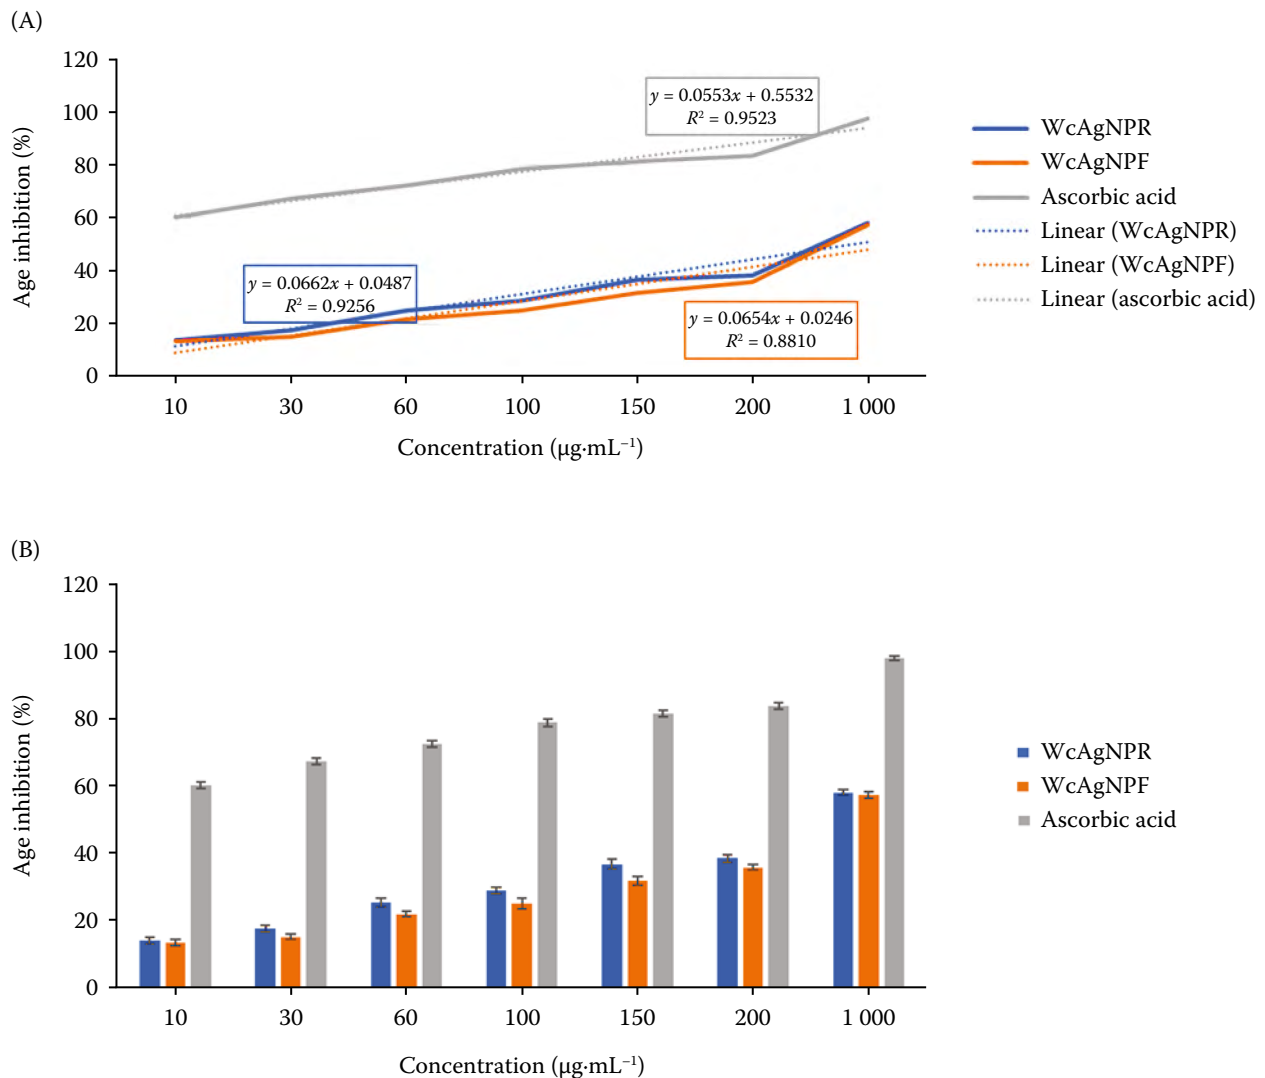 (A)
120
100
80
60
40
20
0
Age inhibition (%)
y = 0.0553x + 0.5532
R² = 0.9523
y = 0.0662x + 0.0487
R² = 0.9256
y = 0.0654x + 0.0246
R² = 0.8810
10 30 60 100 150 200 1 000
Concentration (µg·mL⁻¹)
WcAgNPR
WcAgNPF
Ascorbic acid
Linear (WcAgNPR)
Linear (WcAgNPF)
Linear (ascorbic acid)
(B)
120
100
80
60
40
20
0
Age inhibition (%)
10 30 60 100 150 200 1 000
Concentration (µg·mL⁻¹)
WcAgNPR
WcAgNPF
Ascorbic acid